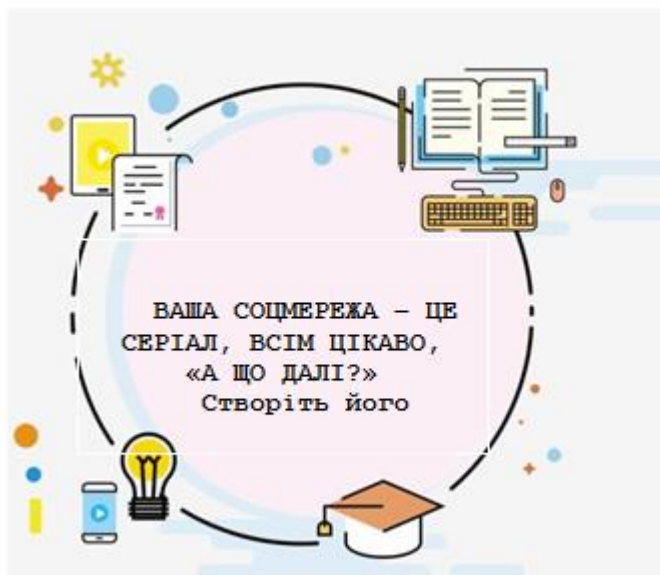 ВАША СОЦМЕРЕЖА – ЦЕ
СЕРІАЛ, ВСІМ ЦІКАВО,
«А ЩО ДАЛІ?»
Створіть його